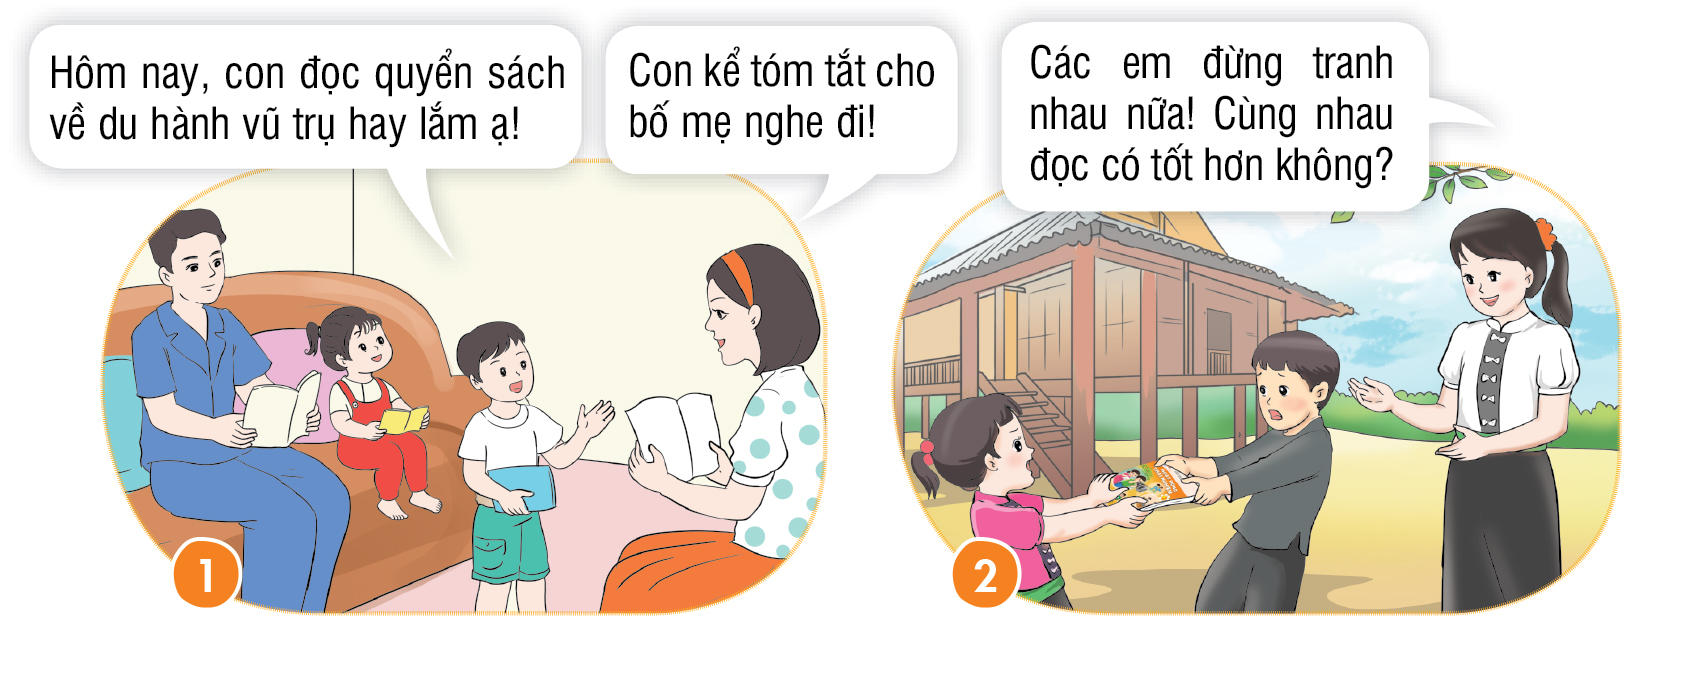 Hôm nay, con đọc quyển sách
về du hành vũ trụ hay lắm ạ!
Con kể tóm tắt cho
bố mẹ nghe đi!
Các em đừng tranh
nhau nữa! Cùng nhau
đọc có tốt hơn không?
1
2